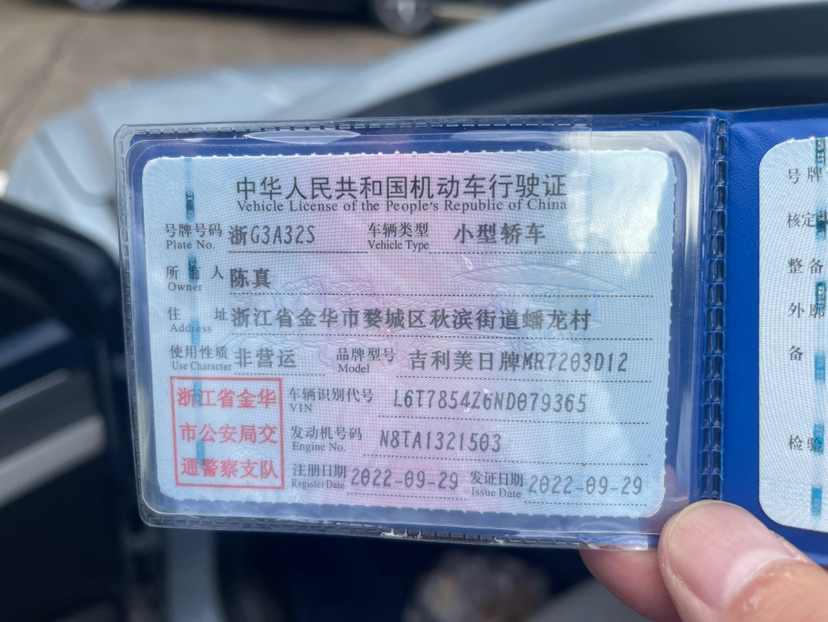 中华人民共和国机动车行驶证
Vehicle License of the People's Republic of China
号牌号码 浙G3A32S 车辆类型 小型轿车
Plate No. Vehicle Type
所有人 陈真
Owner
住址 浙江省金华市婺城区秋滨街道蟠龙村
Address
使用性质 非营运 品牌型号 吉利美日牌MR7203D12
Use Character Model
浙江省金华
市公安局交
通警察支队
车辆识别代号 L6T7854Z6ND079365
VIN
发动机号码 N8TA1321503
Engine No.
注册日期 2022-09-29 发证日期 2022-09-29
Register Date Issue Date
号牌
核定
整备
外廓
备
检验